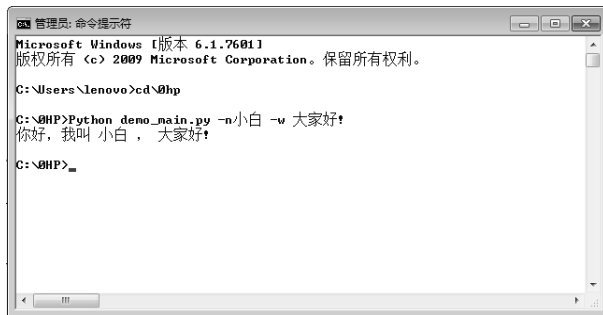 管理员: 命令提示符
Microsoft Windows [版本 6.1.7601]
版权所有 (c) 2009 Microsoft Corporation。保留所有权利。
C:\Users\lenovo>cd\0hp
C:\0HP>Python demo_main.py -n小白 -w 大家好!
你好，我叫 小白 ， 大家好!
C:\0HP>_